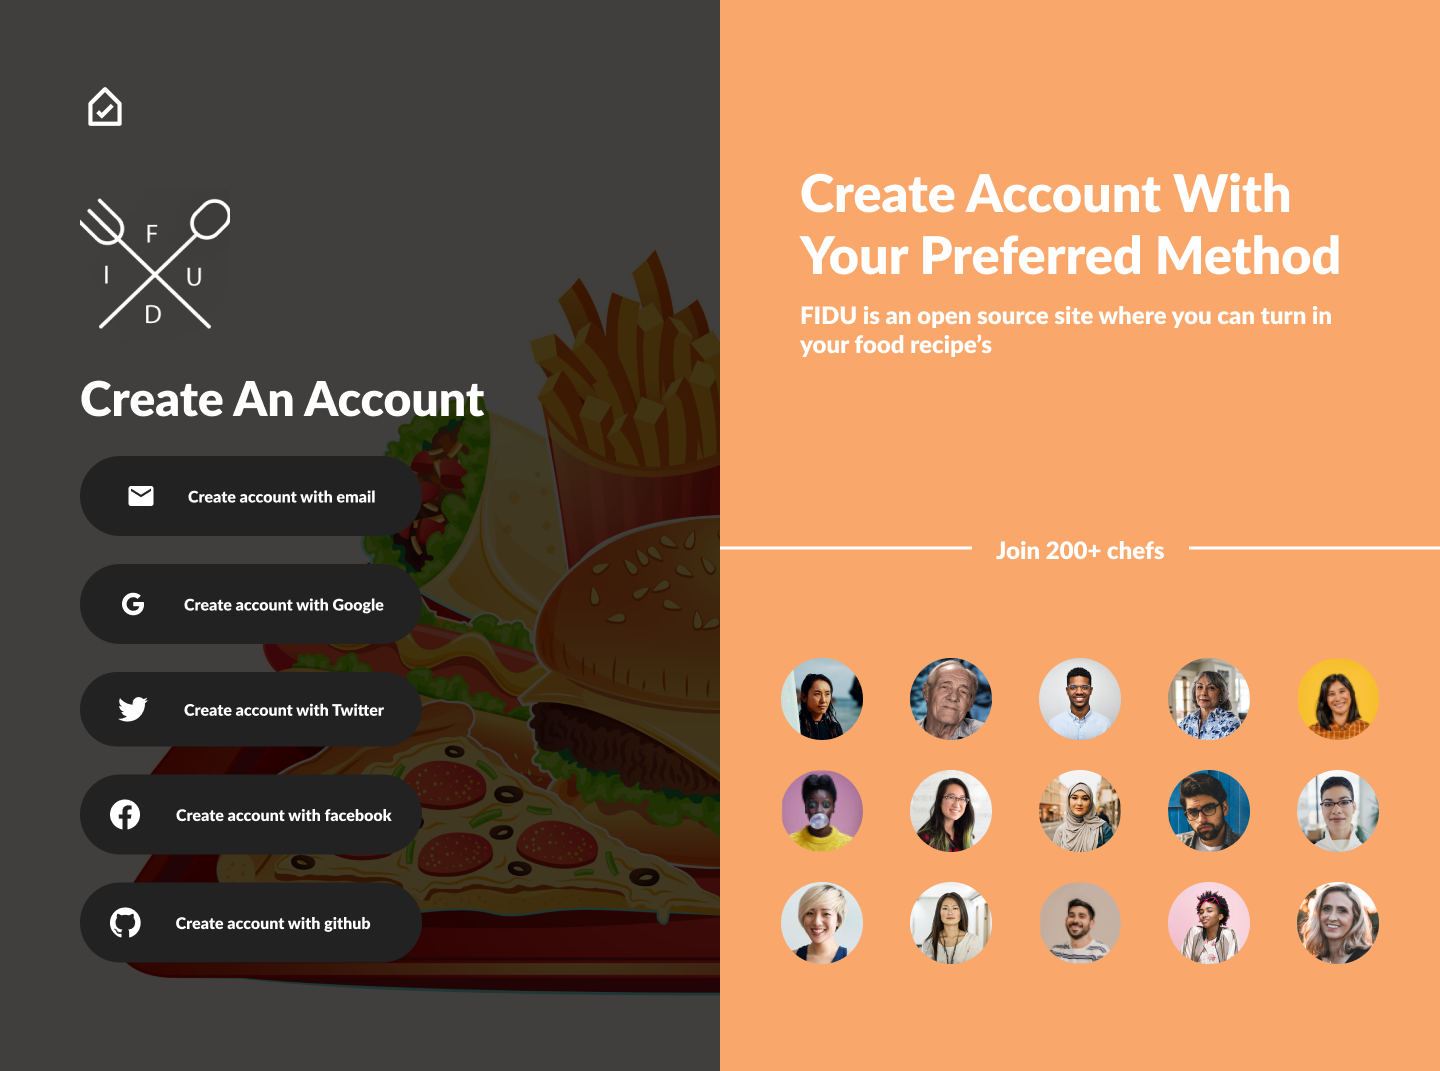 F
I U
D
Create An Account
Create account with email
Create account with Google
Create account with Twitter
Create account with facebook
Create account with github
Create Account With
Your Preferred Method
FIDU is an open source site where you can turn in
your food recipe’s
Join 200+ chefs